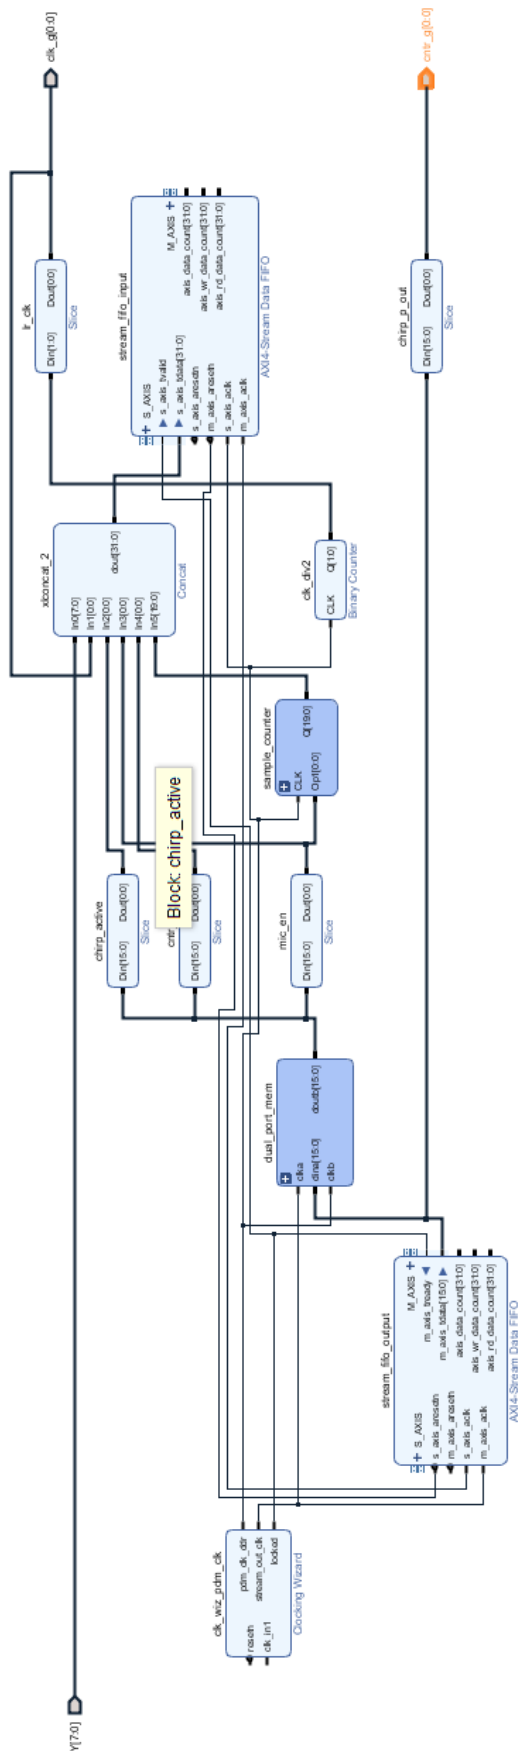 Y[7:0]
clk_wiz_pdm_clk
resetn
clk_in1
pdm_clk_ddr
stream_out_clk
locked
Clocking Wizard
stream_fifo_output
S_AXIS
s_axis_aresetn
m_axis_aresetn
s_axis_aclk
m_axis_aclk
M_AXIS
m_axis_tready
m_axis_tdata[15:0]
axis_data_count[31:0]
axis_wr_data_count[31:0]
axis_rd_data_count[31:0]
AXI4-Stream Data FIFO
dual_port_mem
clka
dina[15:0]
clkb
doutb[15:0]
chirp_active
Din[15:0]
Dout[0:0]
Slice
cntr
Din[15:0]
Dout[0:0]
Slice
Block: chirp_active
mic_en
Din[15:0]
Dout[0:0]
Slice
sample_counter
CLK
Op1[0:0]
Q[19:0]
xlconcat_2
In0[7:0]
In1[0:0]
In2[0:0]
In3[0:0]
In4[0:0]
In5[19:0]
dout[31:0]
Concat
clk_div2
CLK
Q[1:0]
Binary Counter
lr_clk
Din[1:0]
Dout[0:0]
Slice
stream_fifo_input
S_AXIS
s_axis_tvalid
s_axis_tdata[31:0]
s_axis_aresetn
m_axis_aresetn
s_axis_aclk
m_axis_aclk
M_AXIS
axis_data_count[31:0]
axis_wr_data_count[31:0]
axis_rd_data_count[31:0]
AXI4-Stream Data FIFO
chirp_p_out
Din[15:0]
Dout[0:0]
Slice
clk_g[0:0]
cntr_g[0:0]